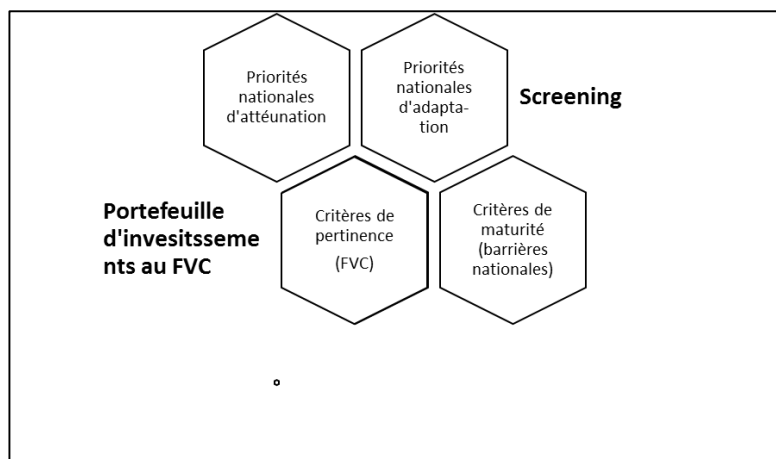 Priorités
nationales
d'attéunation
Priorités
nationales
d'adapta-
tion
Screening
Portefeuille
d'invesitsseme
nts au FVC
Critères de
pertinence
(FVC)
Critères de
maturité
(barrières
nationales)